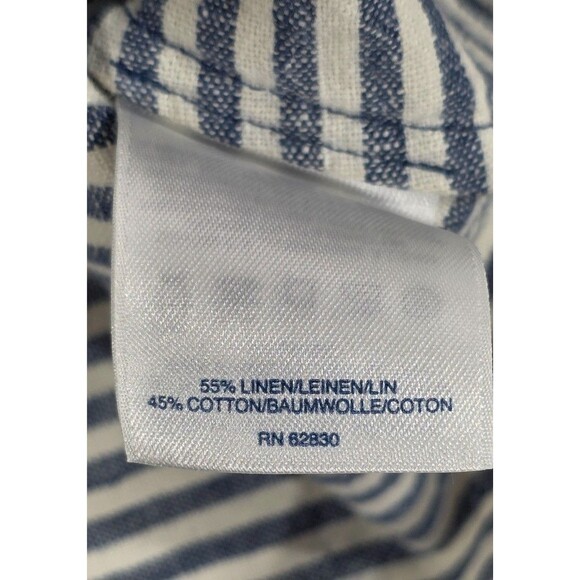 55% LINEN/LEINEN/LIN
45% COTTON/BAUMWOLLE/COTON
RN 62830